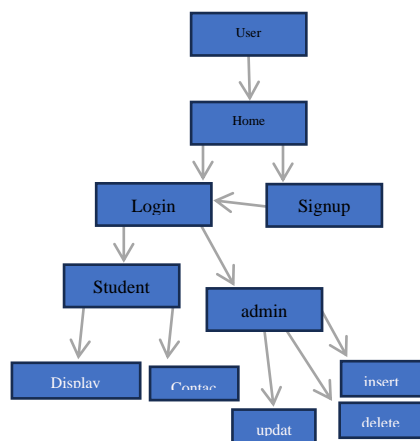 User
Home
Login
Signup
Student
admin
Display
Contac
insert
updat
delete